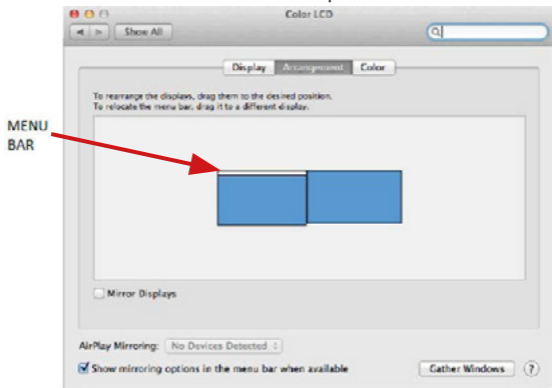 Color LCD
Show All
Display Arrangement Color
To rearrange the displays, drag them to the desired position.
To relocate the menu bar, drag it to a different display.
MENU
BAR
Mirror Displays
AirPlay Mirroring: No Devices Detected
Show mirroring options in the menu bar when available
Gather Windows ?